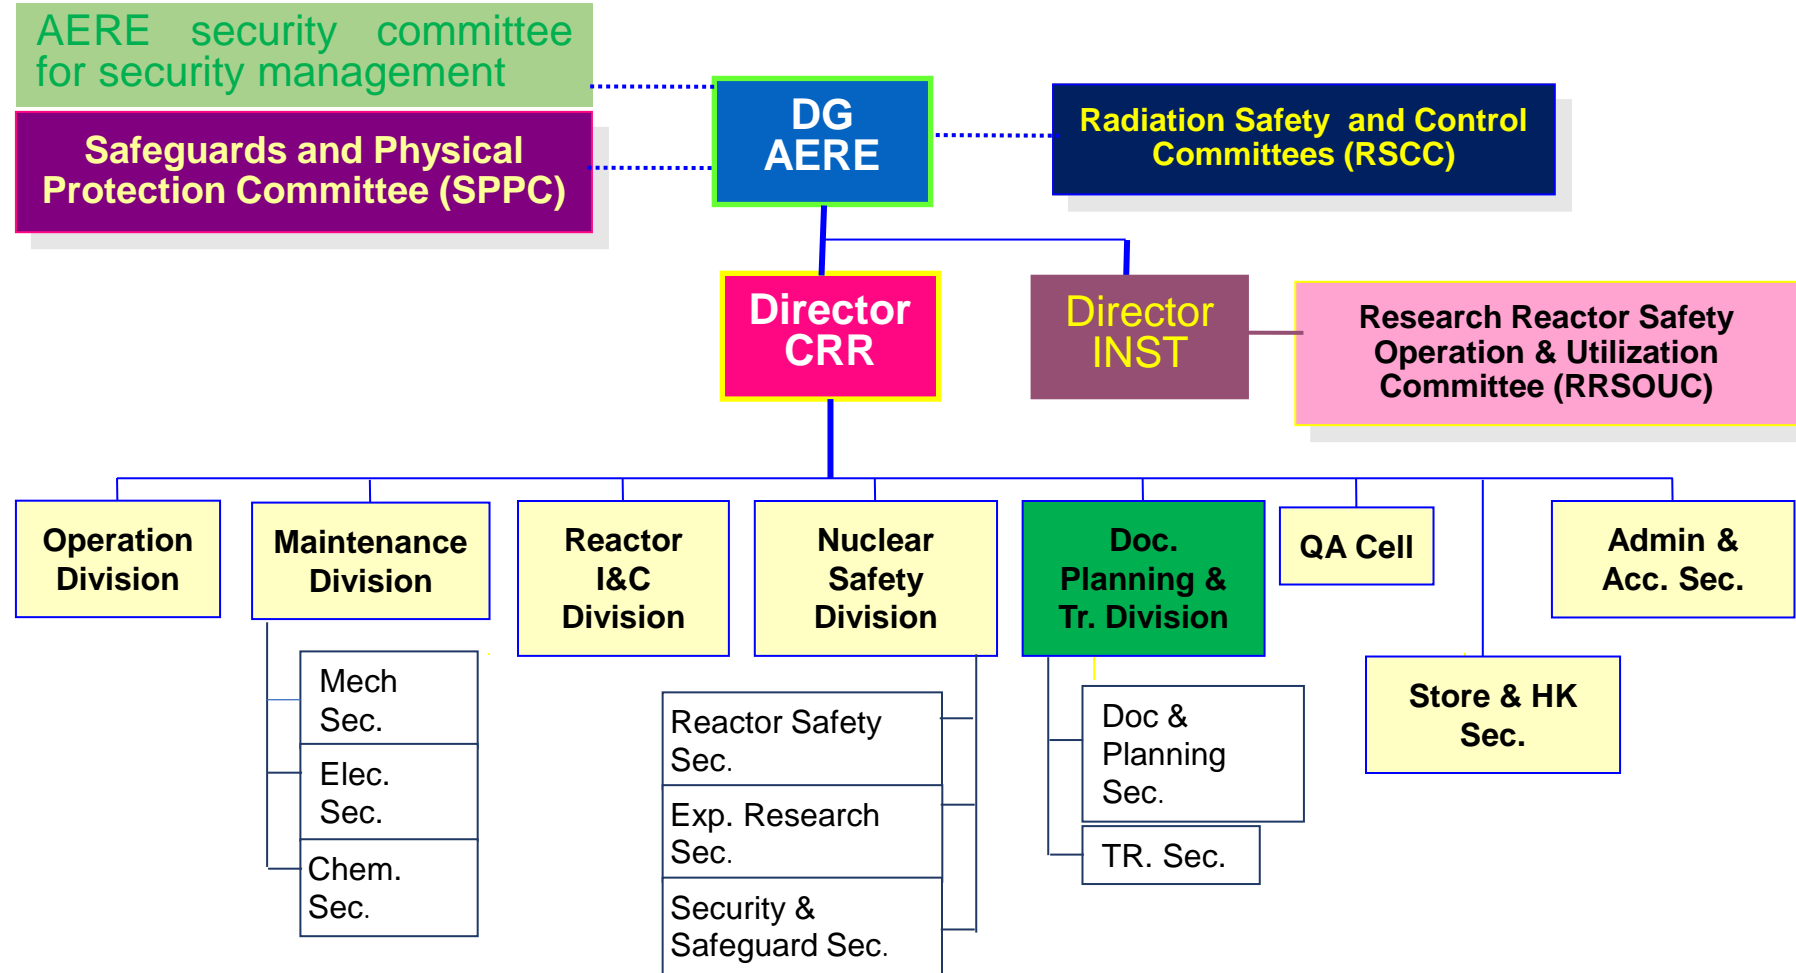 AERE security committee
for security management
DG
AERE
Safeguards and Physical
Protection Committee (SPPC)
Radiation Safety and Control
Committees (RSCC)
Director
CRR
Director
INST
Research Reactor Safety
Operation & Utilization
Committee (RRSOUC)
Operation
Division
Maintenance
Division
Reactor
I&C
Division
Nuclear
Safety
Division
Doc.
Planning &
Tr. Division
QA Cell
Admin &
Acc. Sec.
Store & HK
Sec.
Mech
Sec.
Elec.
Sec.
Chem.
Sec.
Reactor Safety
Sec.
Exp. Research
Sec.
Security &
Safeguard Sec.
Doc &
Planning
Sec.
TR. Sec.